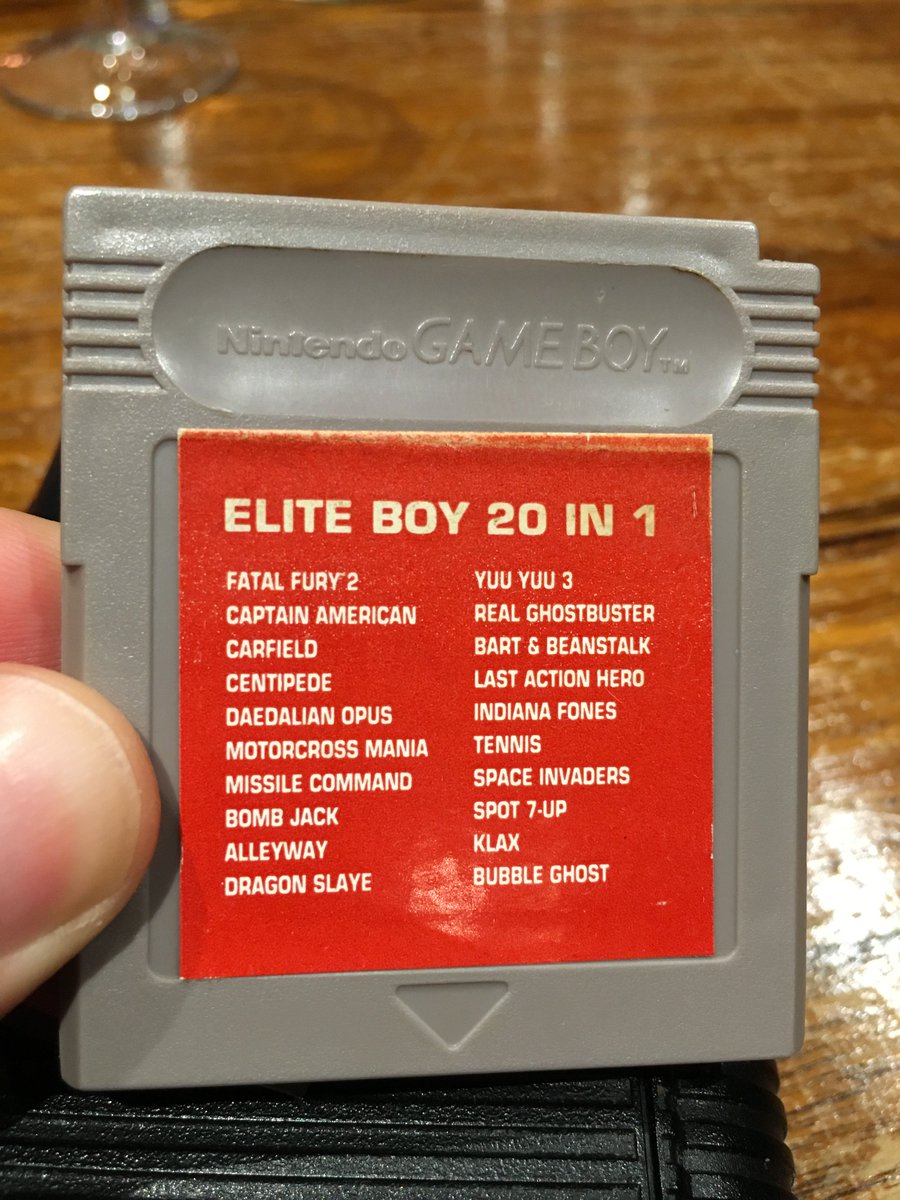 Nintendo GAME BOY TM
ELITE BOY 20 IN 1
FATAL FURY 2
CAPTAIN AMERICAN
CARFIELD
CENTIPEDE
DAEDALIAN OPUS
MOTORCROSS MANIA
MISSILE COMMAND
BOMB JACK
ALLEYWAY
DRAGON SLAYE
YUU YUU 3
REAL GHOSTBUSTER
BART & BEANSTALK
LAST ACTION HERO
INDIANA FONES
TENNIS
SPACE INVADERS
SPOT 7-UP
KLAX
BUBBLE GHOST